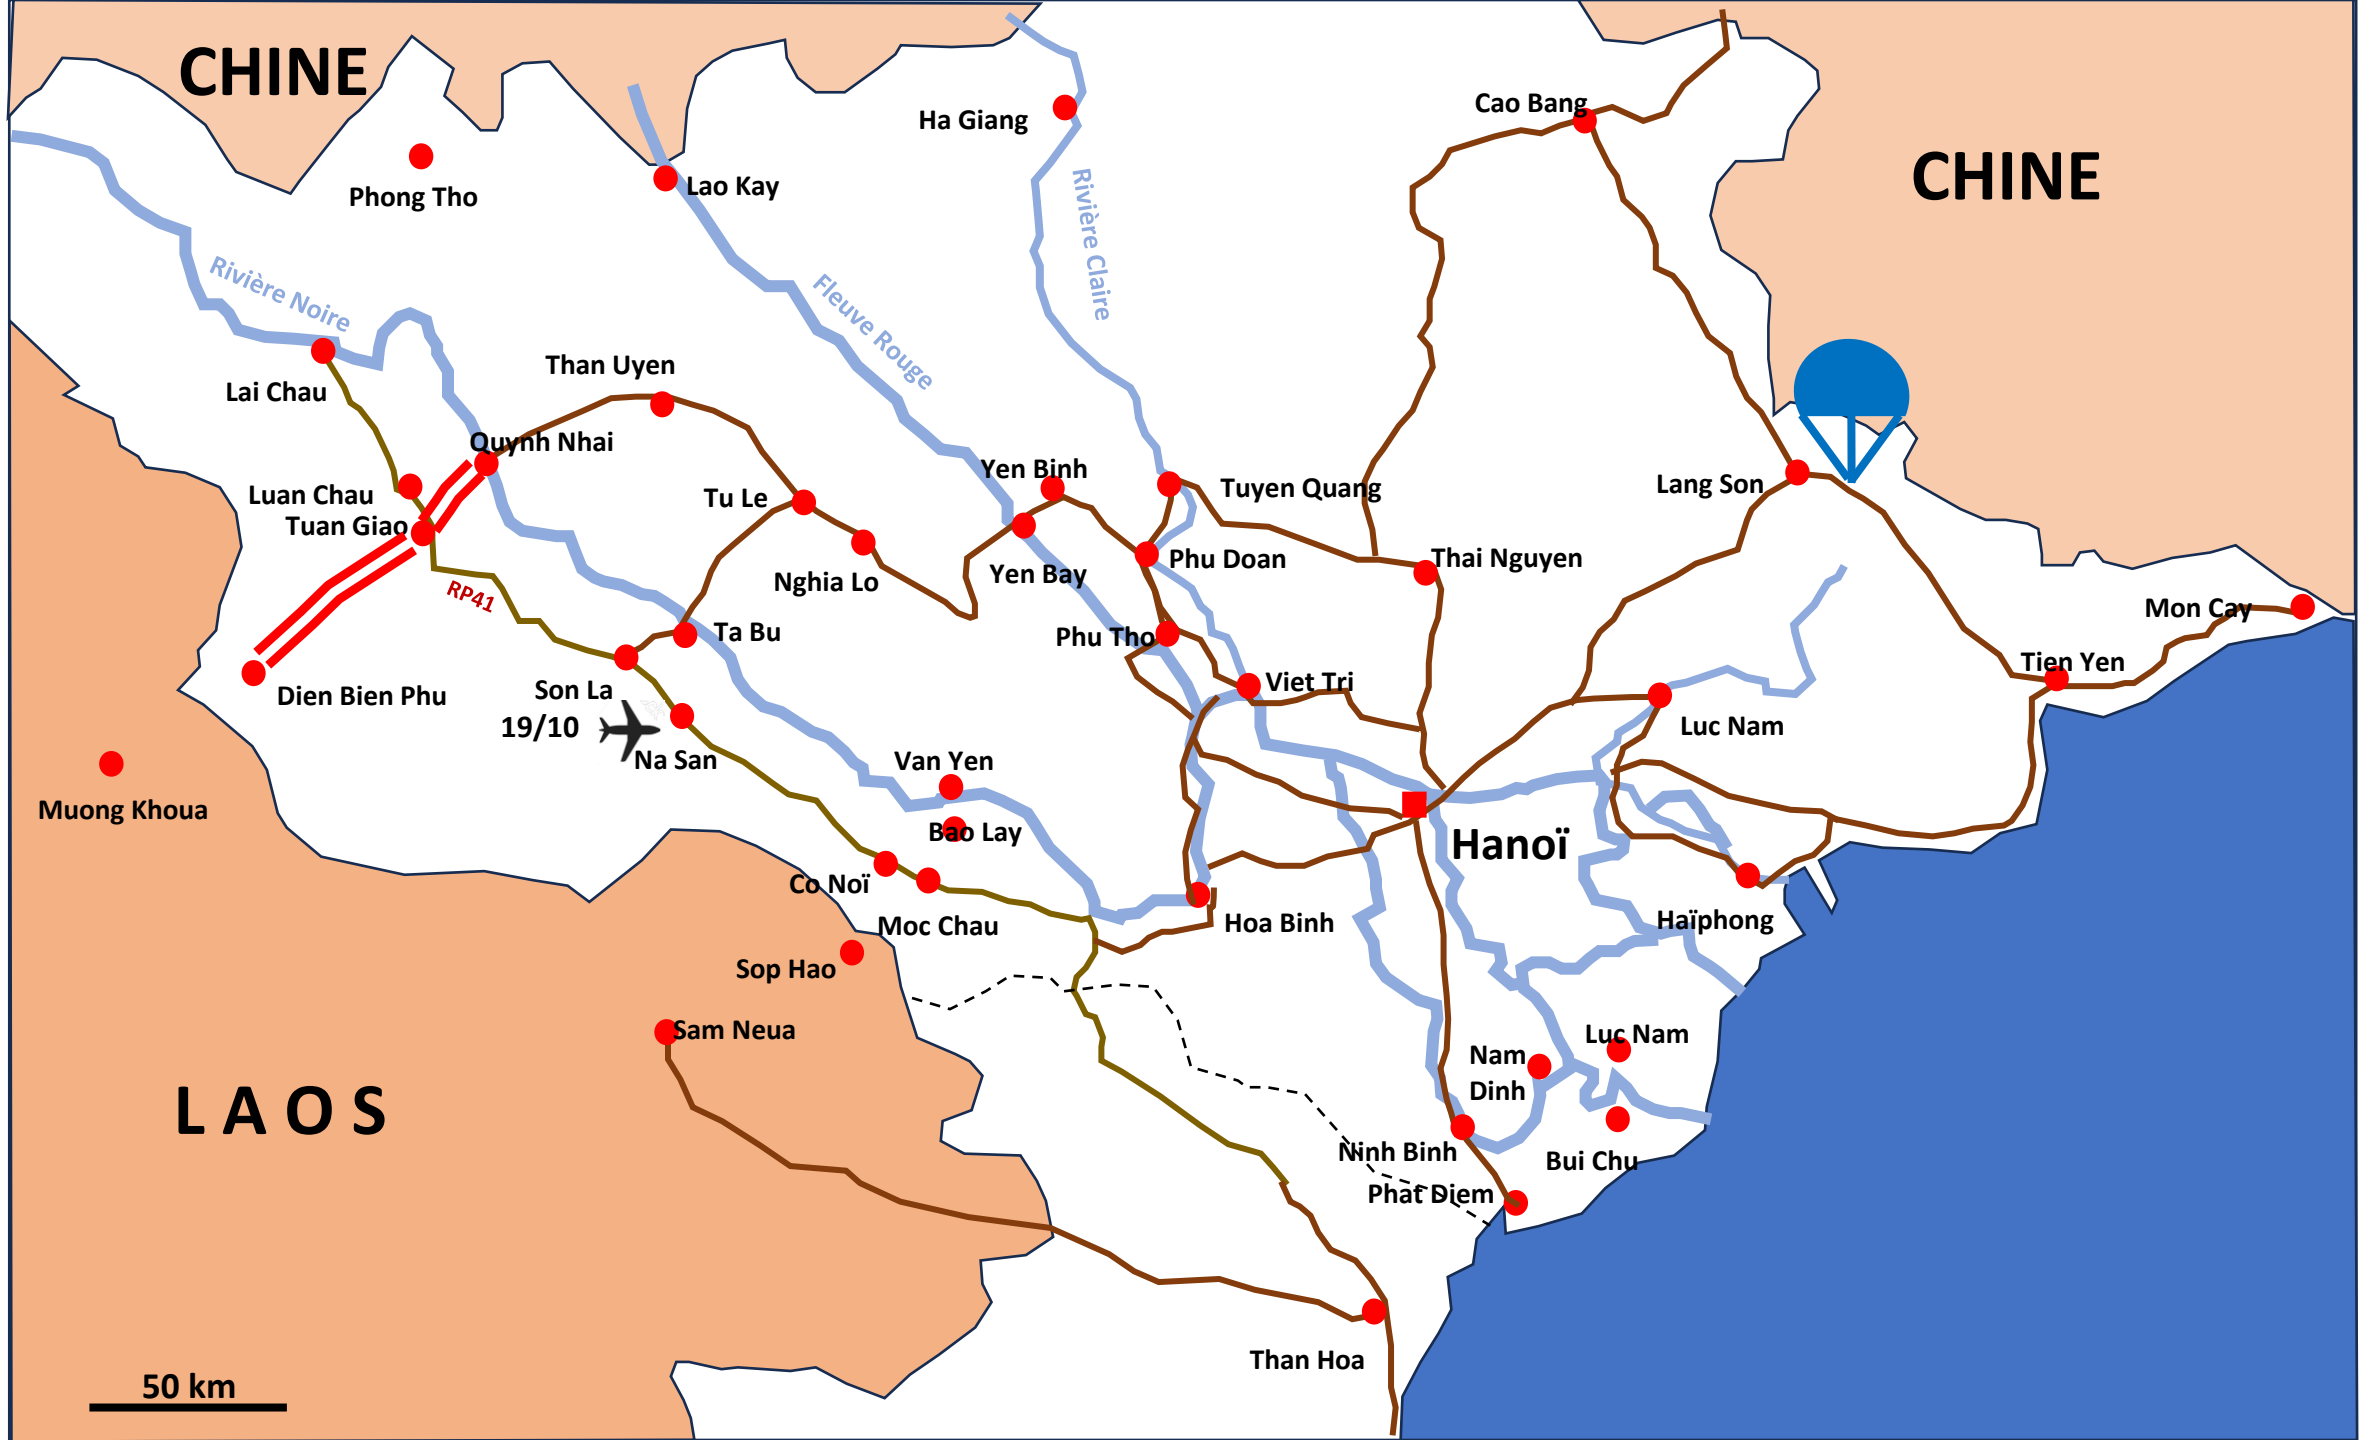 CHINE
Cao Bang
Ha Giang
CHINE
Phong Tho
Lao Kay
Rivière Claire
Rivière Noire
Fleuve Rouge
Than Uyen
Lai Chau
Quynh Nhai
Yen Binh
Tuyen Quang
Lang Son
Luan Chau
Tu Le
Tuan Giao
Phu Doan
Thai Nguyen
Yen Bay
Nghia Lo
RP41
Mon Cay
Ta Bu
Phu Tho
Tien Yen
Viet Tri
Son La
Dien Bien Phu
19/10
Luc Nam
Na San
Van Yen
Muong Khoua
Bao Lay
Hanoï
Co Noï
Moc Chau
Hoa Binh
Haïphong
Sop Hao
Sam Neua
Luc Nam
Nam
Dinh
LAOS
Ninh Binh
Bui Chu
Phat Diem
Than Hoa
50 km